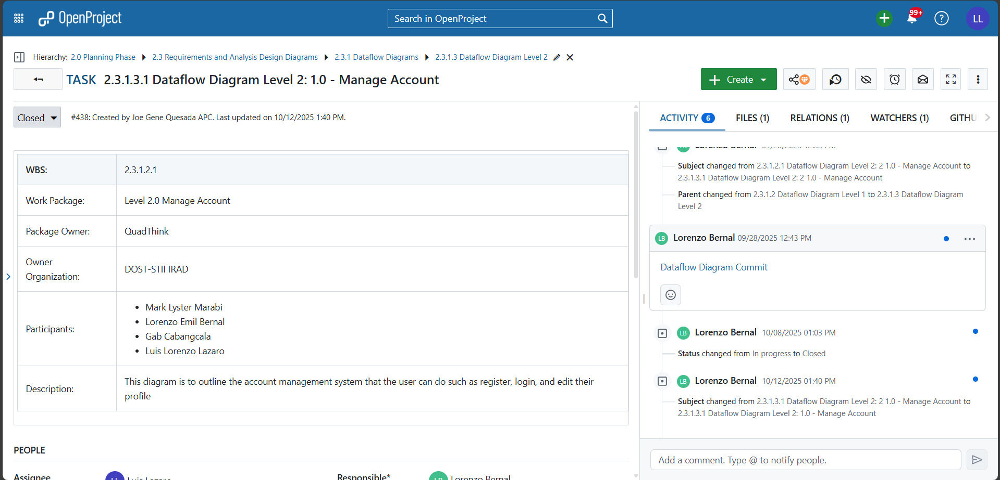 OpenProject
Search in OpenProject
99+
LL
Hierarchy: 2.0 Planning Phase 2.3 Requirements and Analysis Design Diagrams 2.3.1 Dataflow Diagrams 2.3.1.3 Dataflow Diagram Level 2
TASK 2.3.1.3.1 Dataflow Diagram Level 2: 1.0 - Manage Account
Create
Closed
#438: Created by Joe Gene Quesada APC. Last updated on 10/12/2025 1:40 PM.
WBS: 2.3.1.2.1
Work Package: Level 2.0 Manage Account
Package Owner: QuadThink
Owner
Organization:
DOST-STII IRAD
Participants:
• Mark Lyster Marabi
• Lorenzo Emil Bernal
• Gab Cabangcala
• Luis Lorenzo Lazaro
Description:
This diagram is to outline the account management system that the user can do such as register, login, and edit their
profile
PEOPLE
Assignee
Luis Lazaro
Responsible*
LB Lorenzo Bernal
ACTIVITY 6 FILES (1) RELATIONS (1) WATCHERS (1) GITHU
Lorenzo Bernal 09/28/2025
Subject changed from 2.3.1.2.1 Dataflow Diagram Level 2: 2 1.0 - Manage Account to
2.3.1.3.1 Dataflow Diagram Level 2: 2 1.0 - Manage Account
Parent changed from 2.3.1.2 Dataflow Diagram Level 1 to 2.3.1.3 Dataflow Diagram
Level 2
LB Lorenzo Bernal 09/28/2025 12:43 PM
Dataflow Diagram Commit
LB Lorenzo Bernal 10/08/2025 01:03 PM
Status changed from In progress to Closed
LB Lorenzo Bernal 10/12/2025 01:40 PM
Subject changed from 2.3.1.3.1 Dataflow Diagram Level 2: 2 1.0 - Manage Account to
2.3.1.3.1 Dataflow Diagram Level 2: 1.0 - Manage Account
Add a comment. Type @ to notify people.